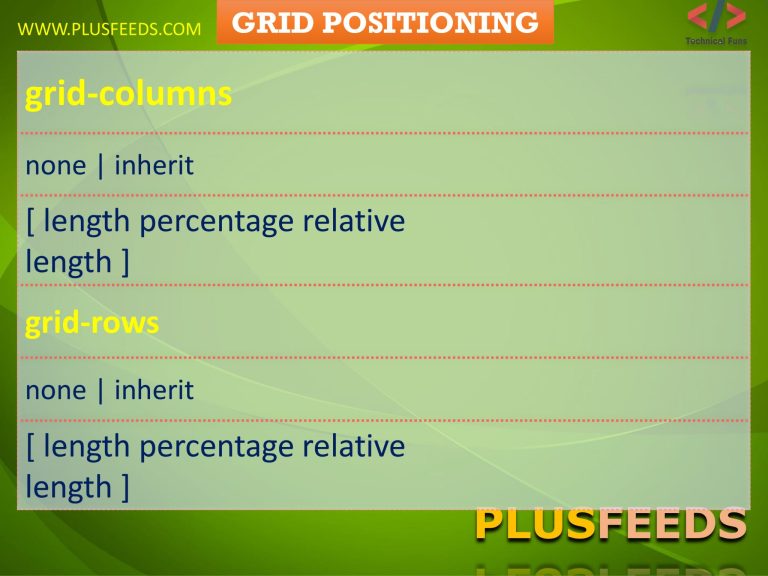 WWW.PLUSFEEDS.COM
GRID POSITIONING
</>
Technical Funs
grid-columns
none | inherit
[ length percentage relative
length ]
grid-rows
none | inherit
[ length percentage relative
length ]
PLUSFEEDS